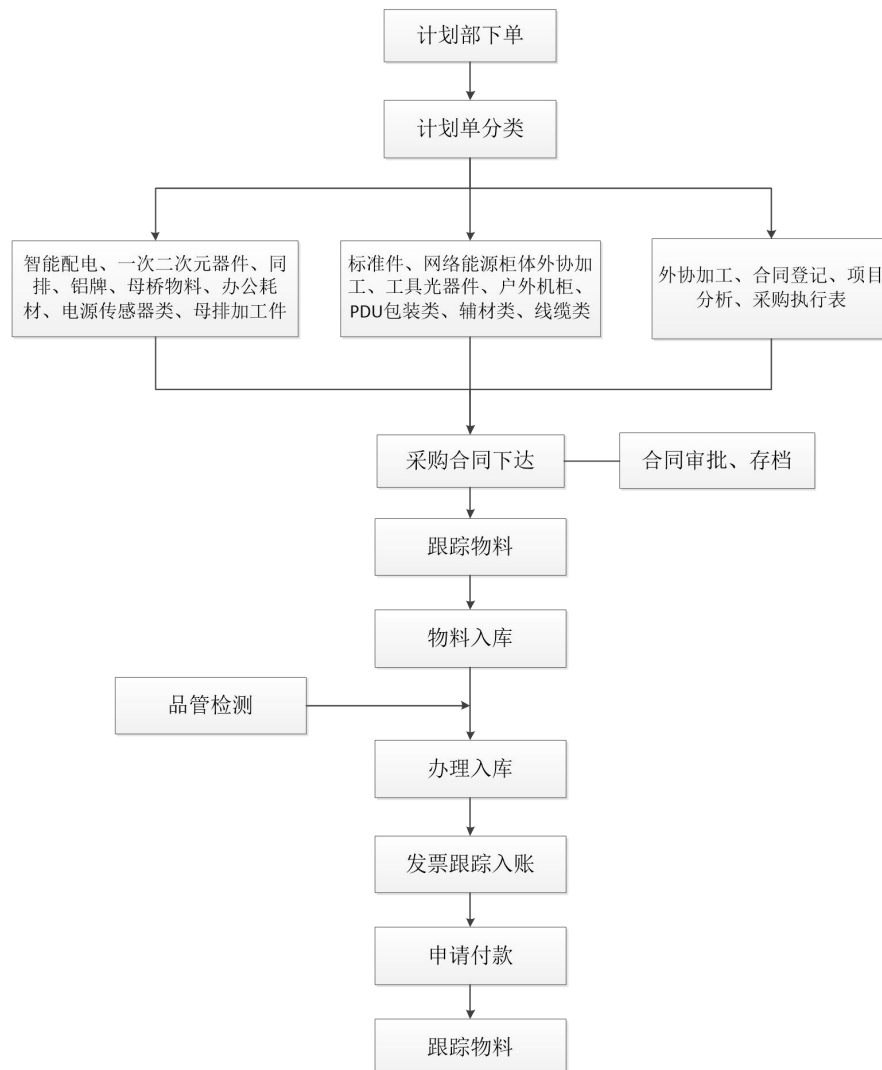 计划部下单
计划单分类
智能配电、一次二次元器件、同
排、铝牌、母桥物料、办公耗
材、电源传感器类、母排加工件
标准件、网络能源柜体外协加
工、工具光器件、户外机柜、
PDU包装类、辅材类、线缆类
外协加工、合同登记、项目
分析、采购执行表
采购合同下达
合同审批、存档
跟踪物料
物料入库
品管检测
办理入库
发票跟踪入账
申请付款
跟踪物料